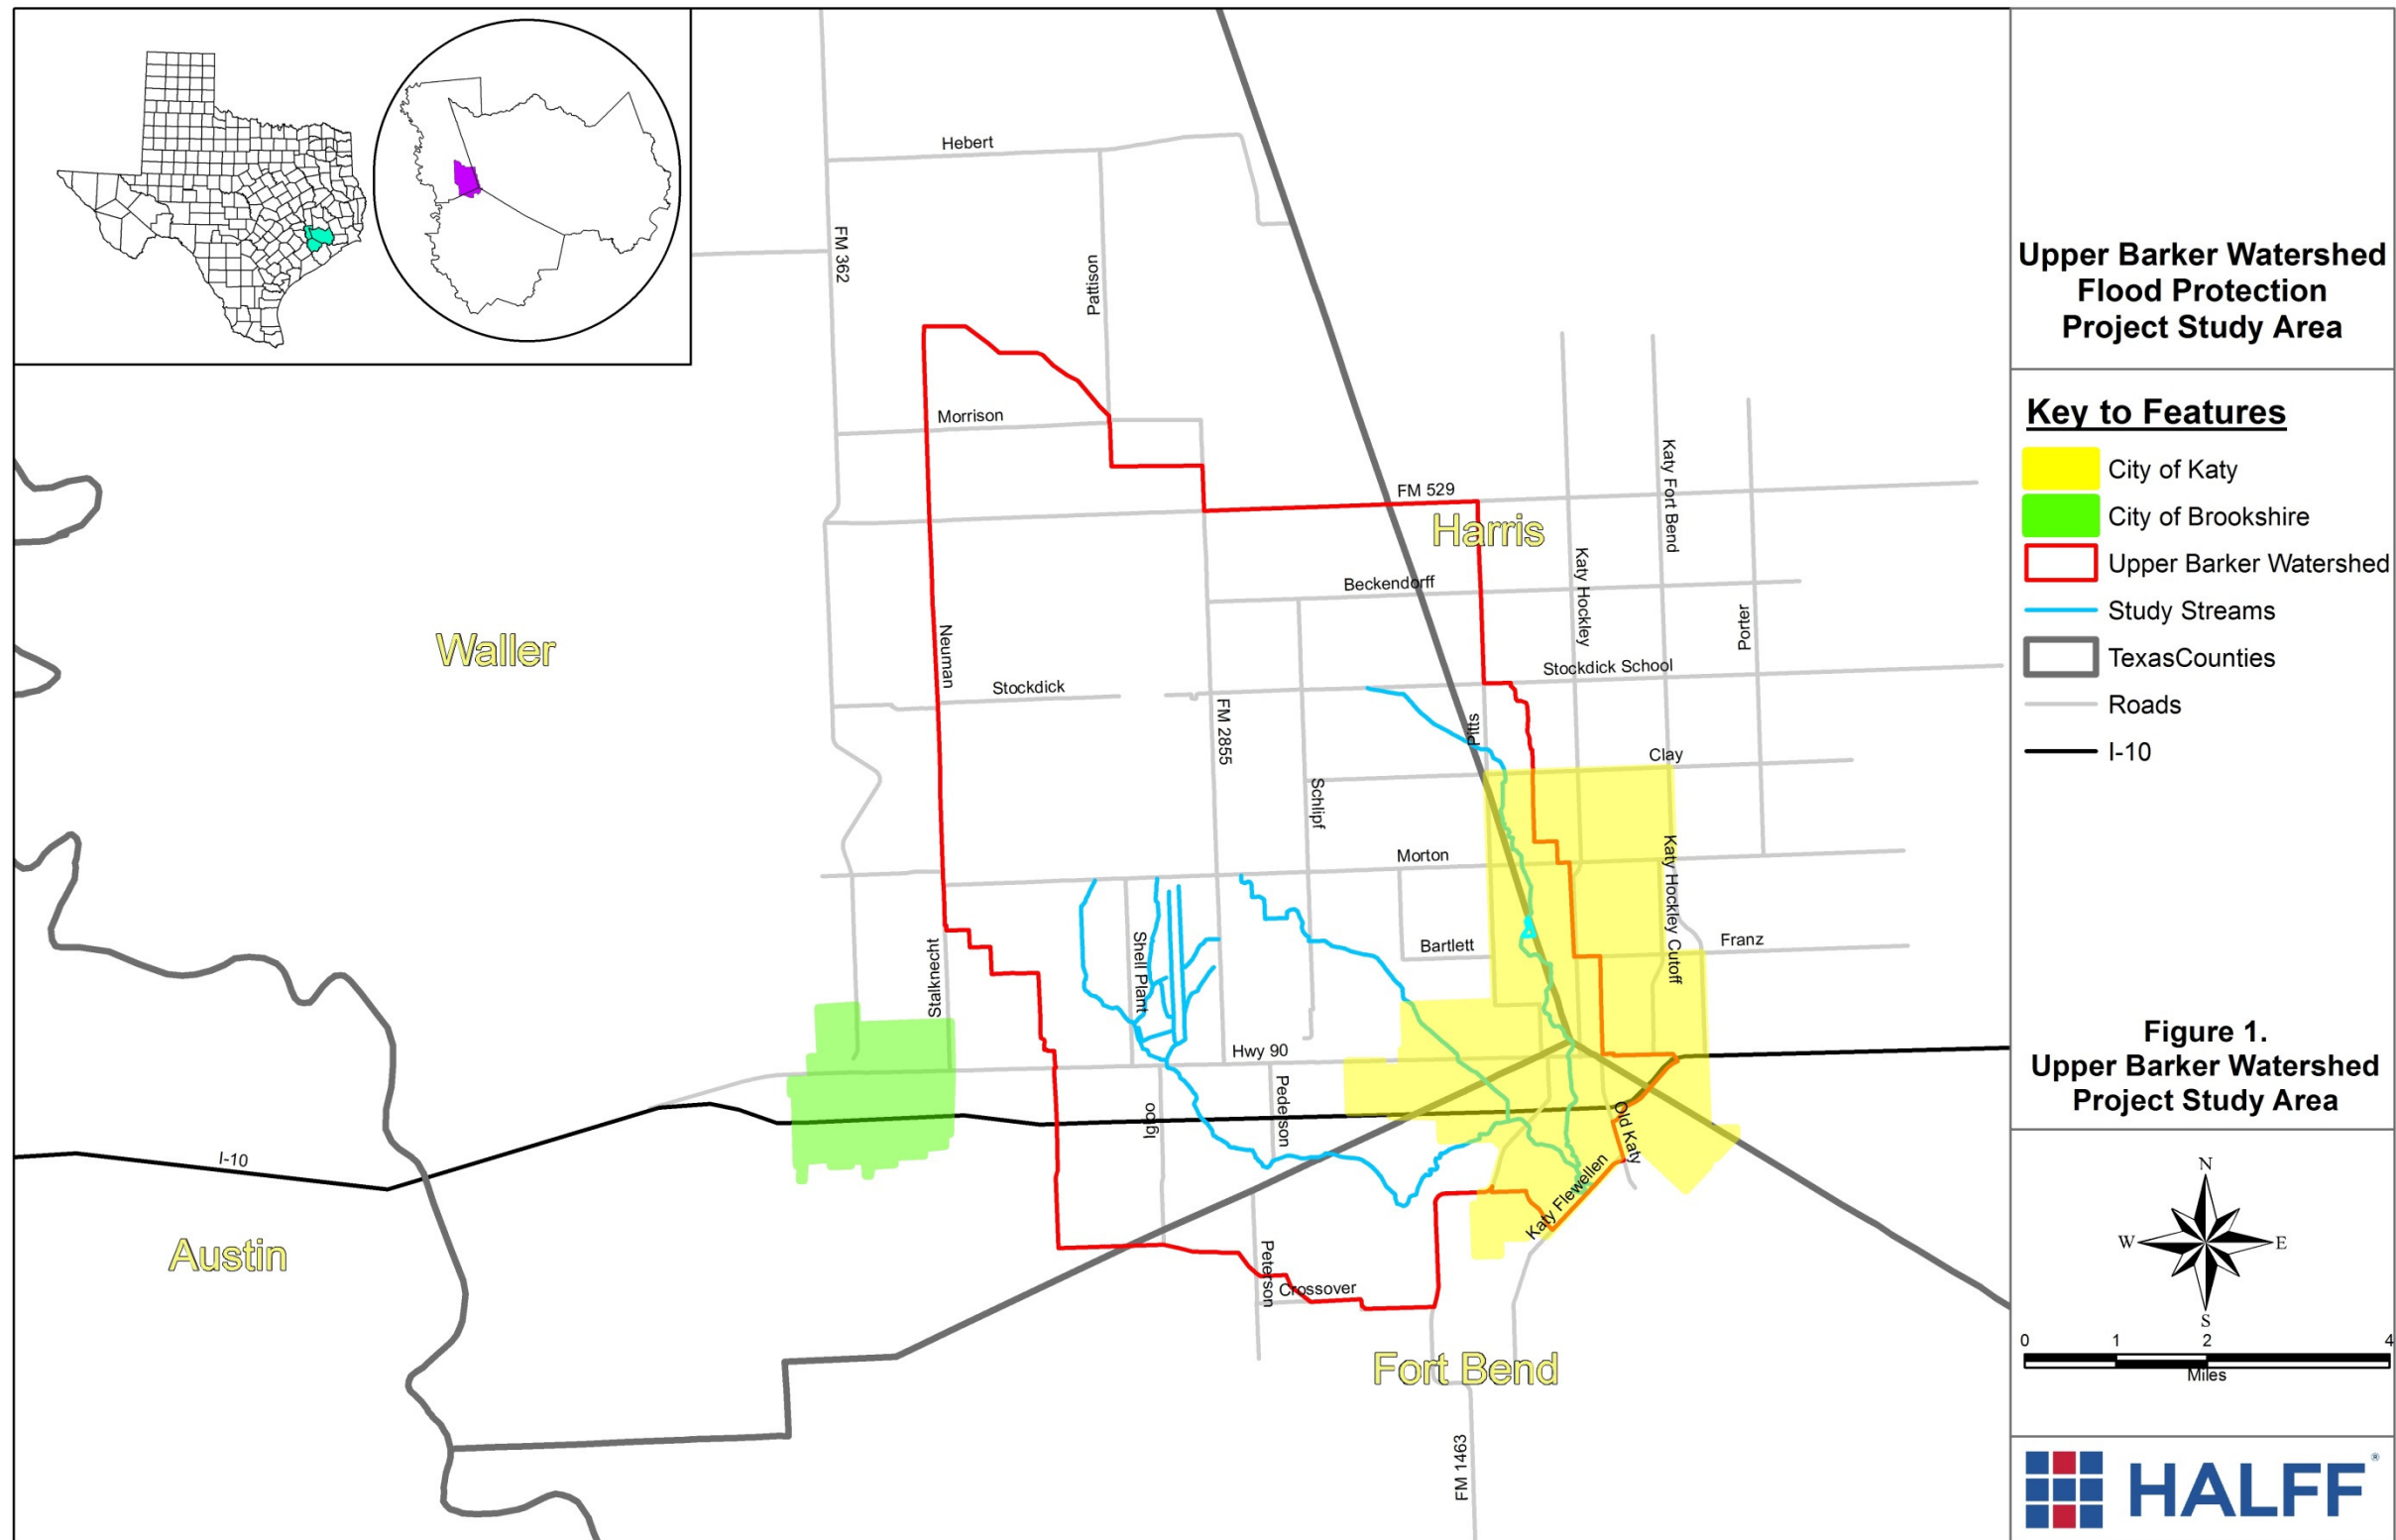 Upper Barker Watershed
Flood Protection
Project Study Area
Key to Features
City of Katy
City of Brookshire
Upper Barker Watershed
Study Streams
TexasCounties
Roads
I-10
Figure 1.
Upper Barker Watershed
Project Study Area
N
W
E
S
0 1 2 4
Miles
HALFF®
Hebert
FM 362
Pattison
Morrison
FM 529
Harris
Katy Fort Bend
Katy Hockley
Beckendorff
Porter
Waller
Neuman
Stockdick
Stockdick School
FM 2855
Pitts
Clay
Schlipf
Morton
Katy Hockley Cutoff
Bartlett
Franz
Stalknecht
Shell Plant
Hwy 90
Igloo
Pederson
Old Katy
I-10
Katy Flewellen
Austin
Peterson
Crossover
Fort Bend
FM 1463